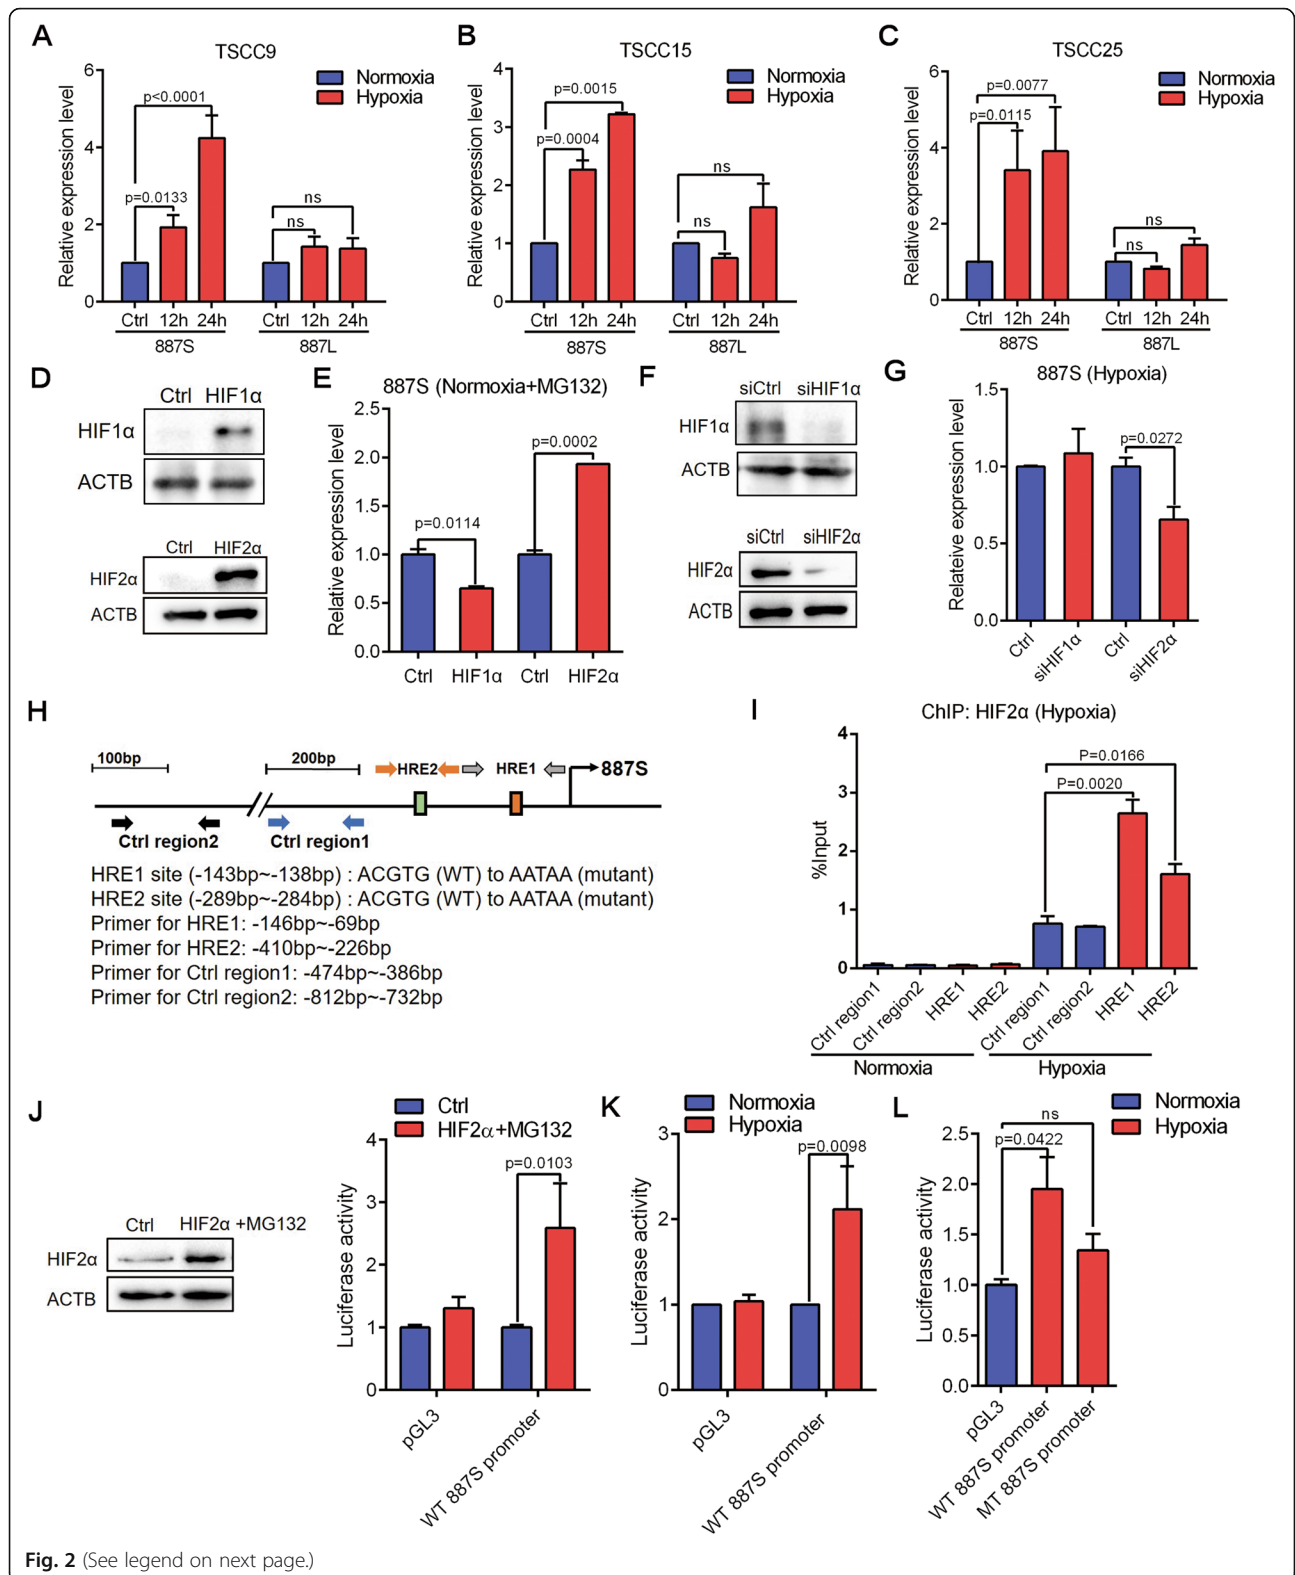 A
TSCC9
Normoxia
Hypoxia
Relative expression level
6
4
2
0
p<0.0001
p=0.0133
ns
ns
Ctrl 12h 24h Ctrl 12h 24h
887S 887L
B
TSCC15
Normoxia
Hypoxia
Relative expression level
4
3
2
1
0
p=0.0015
p=0.0004
ns
ns
Ctrl 12h 24h Ctrl 12h 24h
887S 887L
C
TSCC25
Normoxia
Hypoxia
Relative expression level
6
4
2
0
p=0.0077
p=0.0115
ns
ns
Ctrl 12h 24h Ctrl 12h 24h
887S 887L
D
Ctrl HIF1α
HIF1α
ACTB
Ctrl HIF2α
HIF2α
ACTB
E
887S (Normoxia+MG132)
Relative expression level
2.5
2.0
1.5
1.0
0.5
0.0
p=0.0002
p=0.0114
Ctrl HIF1α Ctrl HIF2α
F
siCtrl siHIF1α
HIF1α
ACTB
siCtrl siHIF2α
HIF2α
ACTB
G
887S (Hypoxia)
Relateive expression level
1.5
1.0
0.5
0.0
p=0.0272
Ctrl siHIF1α Ctrl siHIF2α
H
100bp 200bp HRE2 HRE1 887S
Ctrl region2 Ctrl region1
HRE1 site (-143bp~-138bp) : ACGTG (WT) to AATAA (mutant)
HRE2 site (-289bp~-284bp) : ACGTG (WT) to AATAA (mutant)
Primer for HRE1: -146bp~-69bp
Primer for HRE2: -410bp~-226bp
Primer for Ctrl region1: -474bp~-386bp
Primer for Ctrl region2: -812bp~-732bp
I
ChIP: HIF2α (Hypoxia)
%Input
4
3
2
1
0
P=0.0166
P=0.0020
Ctrl region1 Ctrl region2 HRE1 HRE2 Ctrl region1 Ctrl region2 HRE1 HRE2
Normoxia Hypoxia
J
Ctrl HIF2α +MG132
HIF2α
ACTB
Ctrl
HIF2α+MG132
Luciferase activity
4
3
2
1
0
p=0.0103
pGL3 WT 887S promoter
K
Normoxia
Hypoxia
Luciferase activity
3
2
1
0
p=0.0098
pGL3 WT 887S promoter
L
Normoxia
Hypoxia
Luciferase activity
2.5
2.0
1.5
1.0
0.5
0.0
ns
p=0.0422
pGL3 WT 887S promoter MT 887S promoter
Fig. 2 (See legend on next page.)